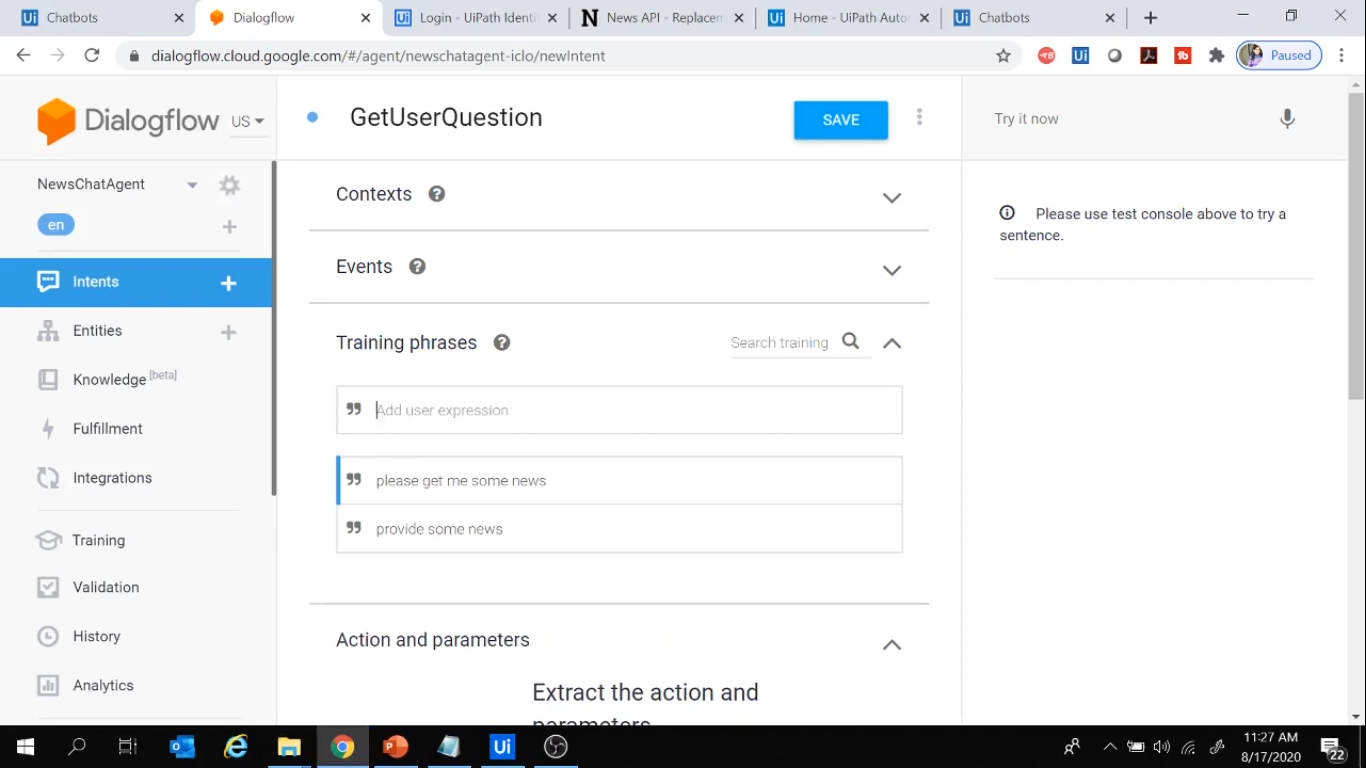 Chatbots
Dialogflow
Login - UiPath Identi
News API - Replacem
Home - UiPath Auto
Chatbots
dialogflow.cloud.google.com/#/agent/newschatagent-iclo/newIntent
Paused
Dialogflow
US
GetUserQuestion
SAVE
Try it now
NewsChatAgent
en
Contexts
Please use test console above to try a
sentence.
Intents
Events
Entities
Training phrases
Search training
Knowledge [beta]
Add user expression
Fulfillment
Integrations
please get me some news
provide some news
Training
Validation
History
Action and parameters
Analytics
Extract the action and
parameters
11:27 AM
8/17/2020
22